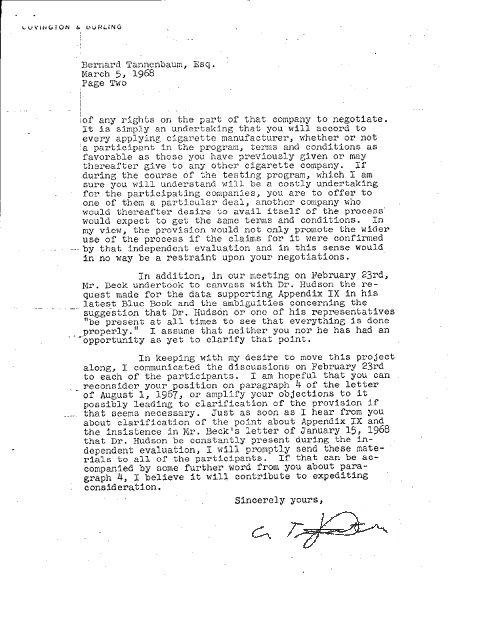 COVINGTON & BURLING
Bernard Tannenbaum, Esq.
March 5, 1968
Page Two
of any rights on the part of that company to negotiate.
It is simply an undertaking that you will accord to
every applying cigarette manufacturer, whether or not
a participant in the program, terms and conditions as
favorable as those you have previously given or may
thereafter give to any other cigarette company. If
during the course of the testing program, which I am
sure you will understand will be a costly undertaking
for the participating companies, you are to offer to
one of them a particular deal, another company who
would thereafter desire to avail itself of the process
would expect to get the same terms and conditions. In
my view, the provision would not only promote the wider
use of the process if the claims for it were confirmed
by that independent evaluation and in this sense would
in no way be a restraint upon your negotiations.
In addition, in our meeting on February 23rd,
Mr. Beck undertook to canvass with Dr. Hudson the re-
quest made for the data supporting Appendix IX in his
latest Blue Book and the ambiguities concerning the
suggestion that Dr. Hudson or one of his representatives
"be present at all times to see that everything is done
properly." I assume that neither you nor he has had an
opportunity as yet to clarify that point.
In keeping with my desire to move this project
along, I communicated the discussions on February 23rd
to each of the participants. I am hopeful that you can
reconsider your position on paragraph 4 of the letter
of August 1, 1967, or amplify your objections to it
possibly leading to clarification of the provision if
that seems necessary. Just as soon as I hear from you
about clarification of the point about Appendix IX and
the insistence in Mr. Beck's letter of January 15, 1968
that Dr. Hudson be constantly present during the in-
dependent evaluation, I will promptly send these mate-
rials to all of the participants. If that can be ac-
companied by some further word from you about para-
graph 4, I believe it will contribute to expediting
consideration.
Sincerely yours,